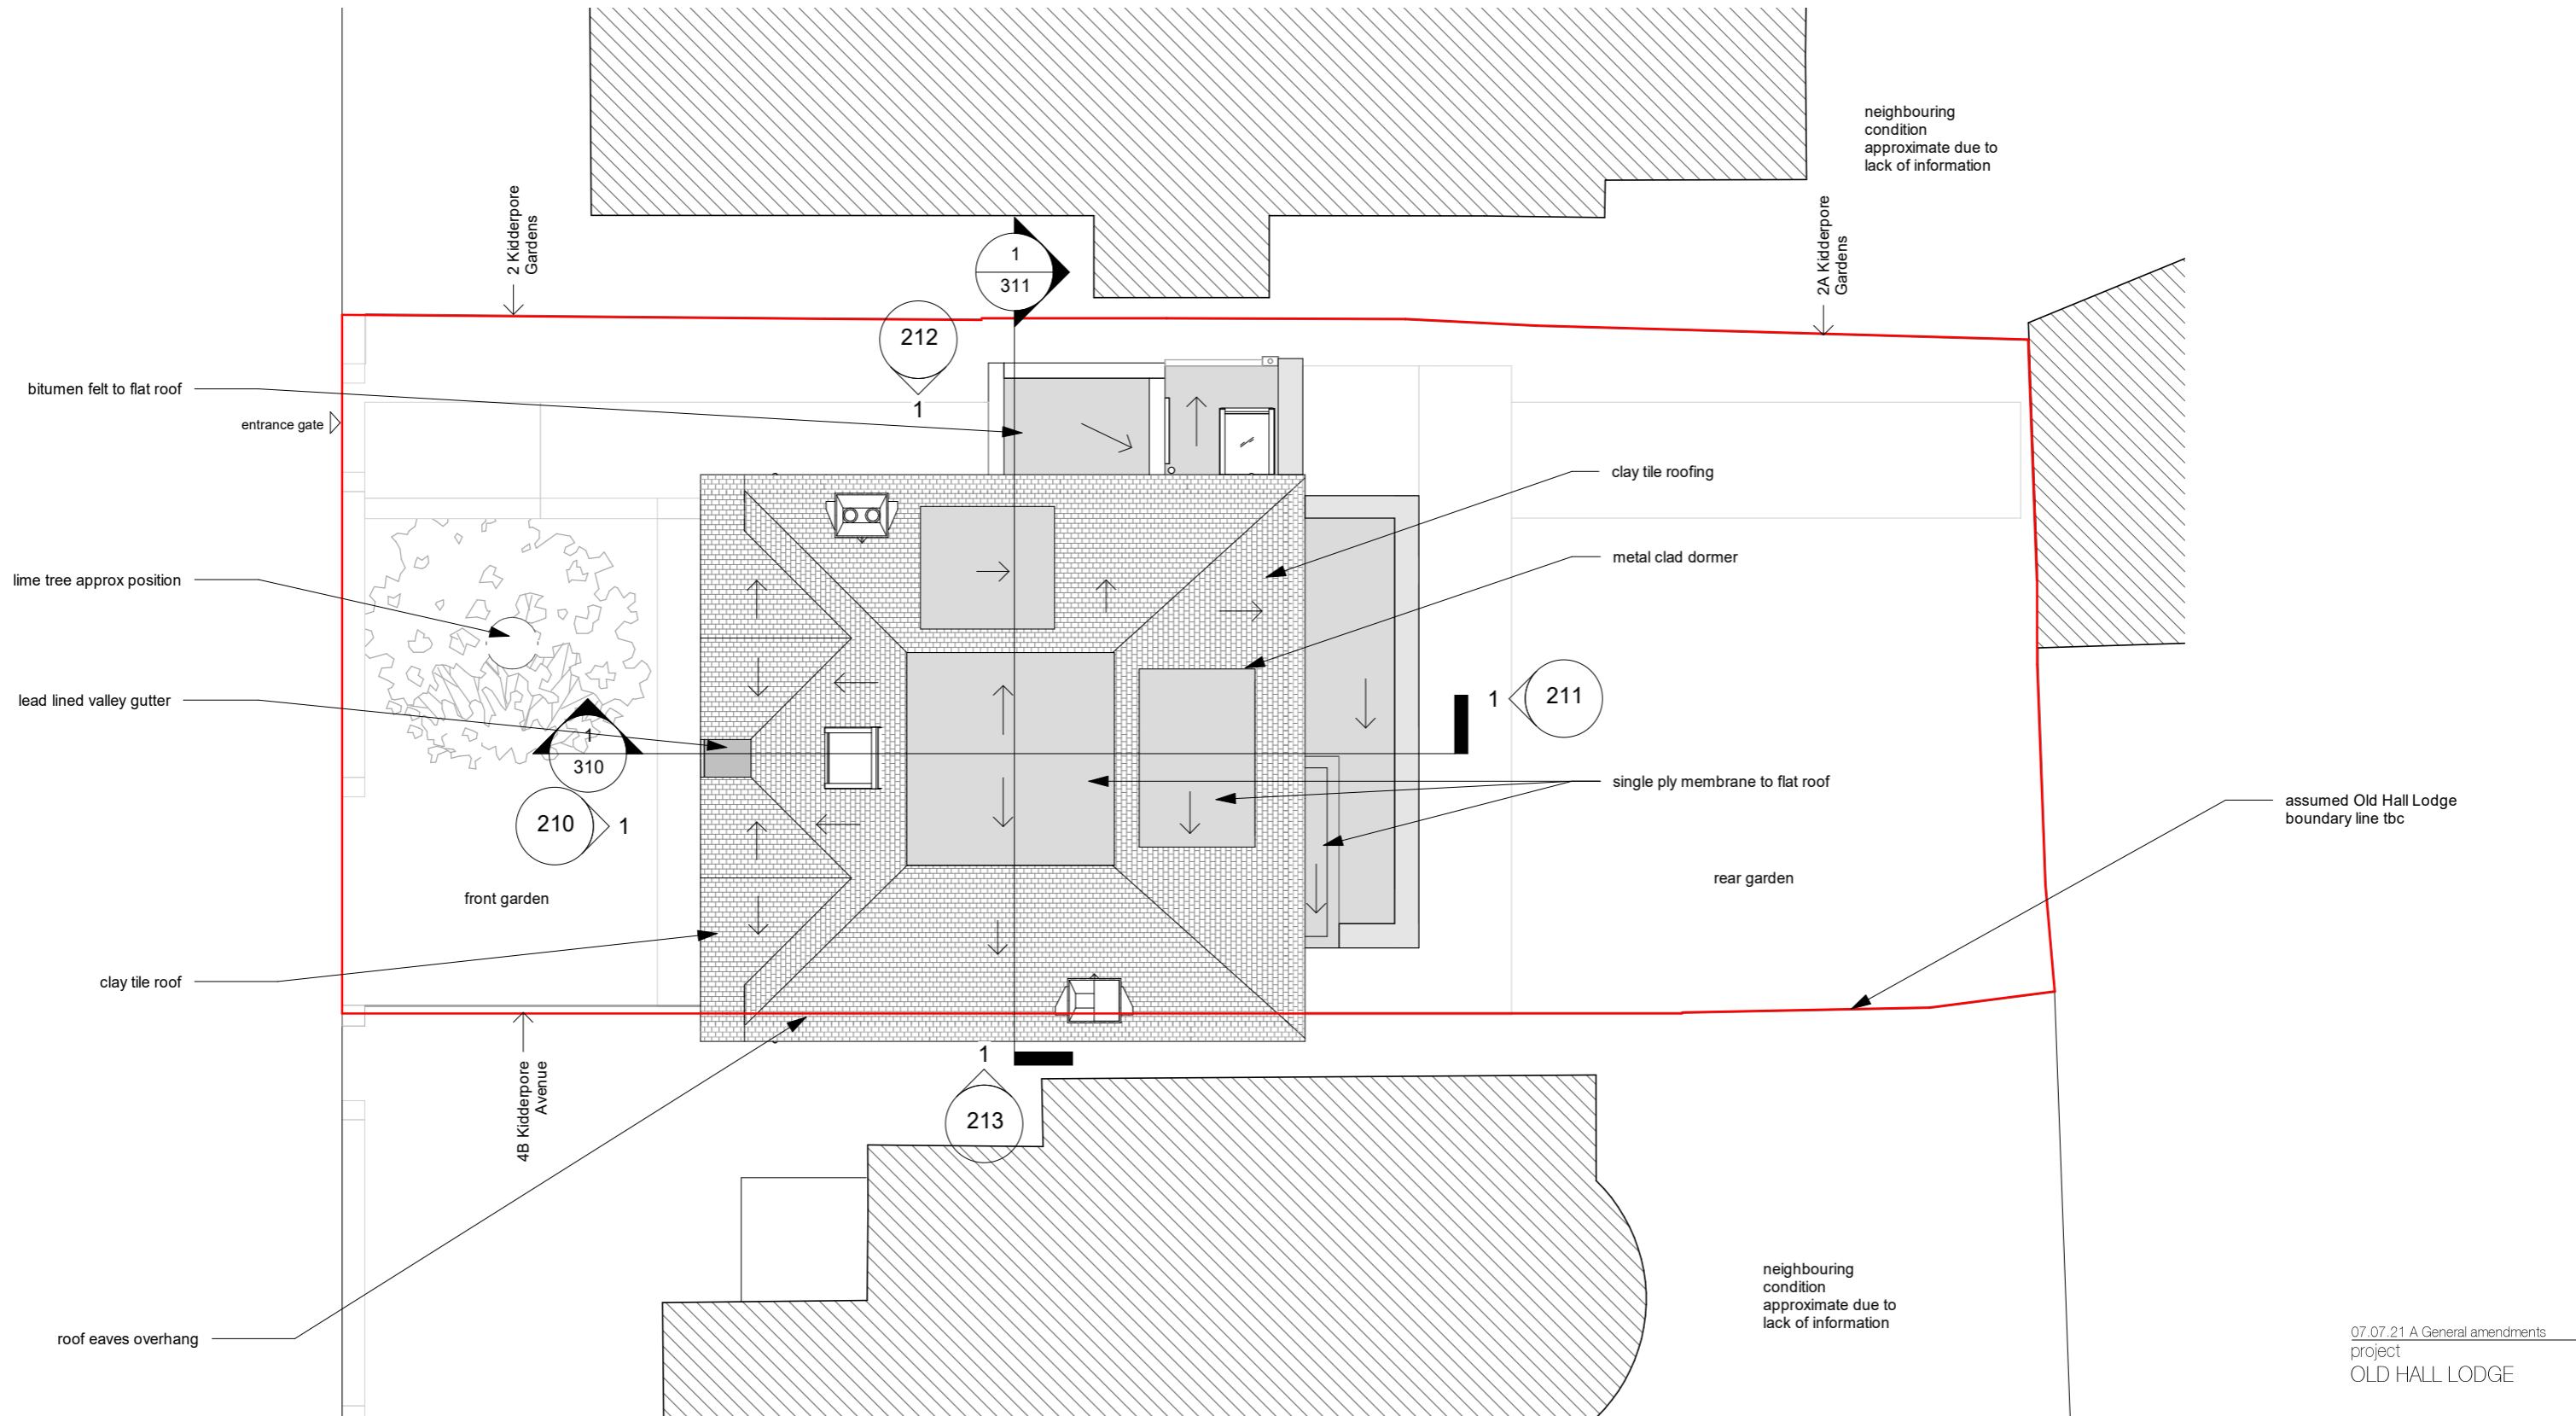 neighbouring
condition
approximate due to
lack of information
2 Kidderpore
Gardens
2A Kidderpore
Gardens
1
311
212
1
bitumen felt to flat roof
entrance gate
clay tile roofing
metal clad dormer
lime tree approx position
lead lined valley gutter
1
211
1
310
210
1
single ply membrane to flat roof
assumed Old Hall Lodge
boundary line tbc
front garden
rear garden
clay tile roof
4B Kidderpore
Avenue
1
213
roof eaves overhang
neighbouring
condition
approximate due to
lack of information
07.07.21 A General amendments
project
OLD HALL LODGE